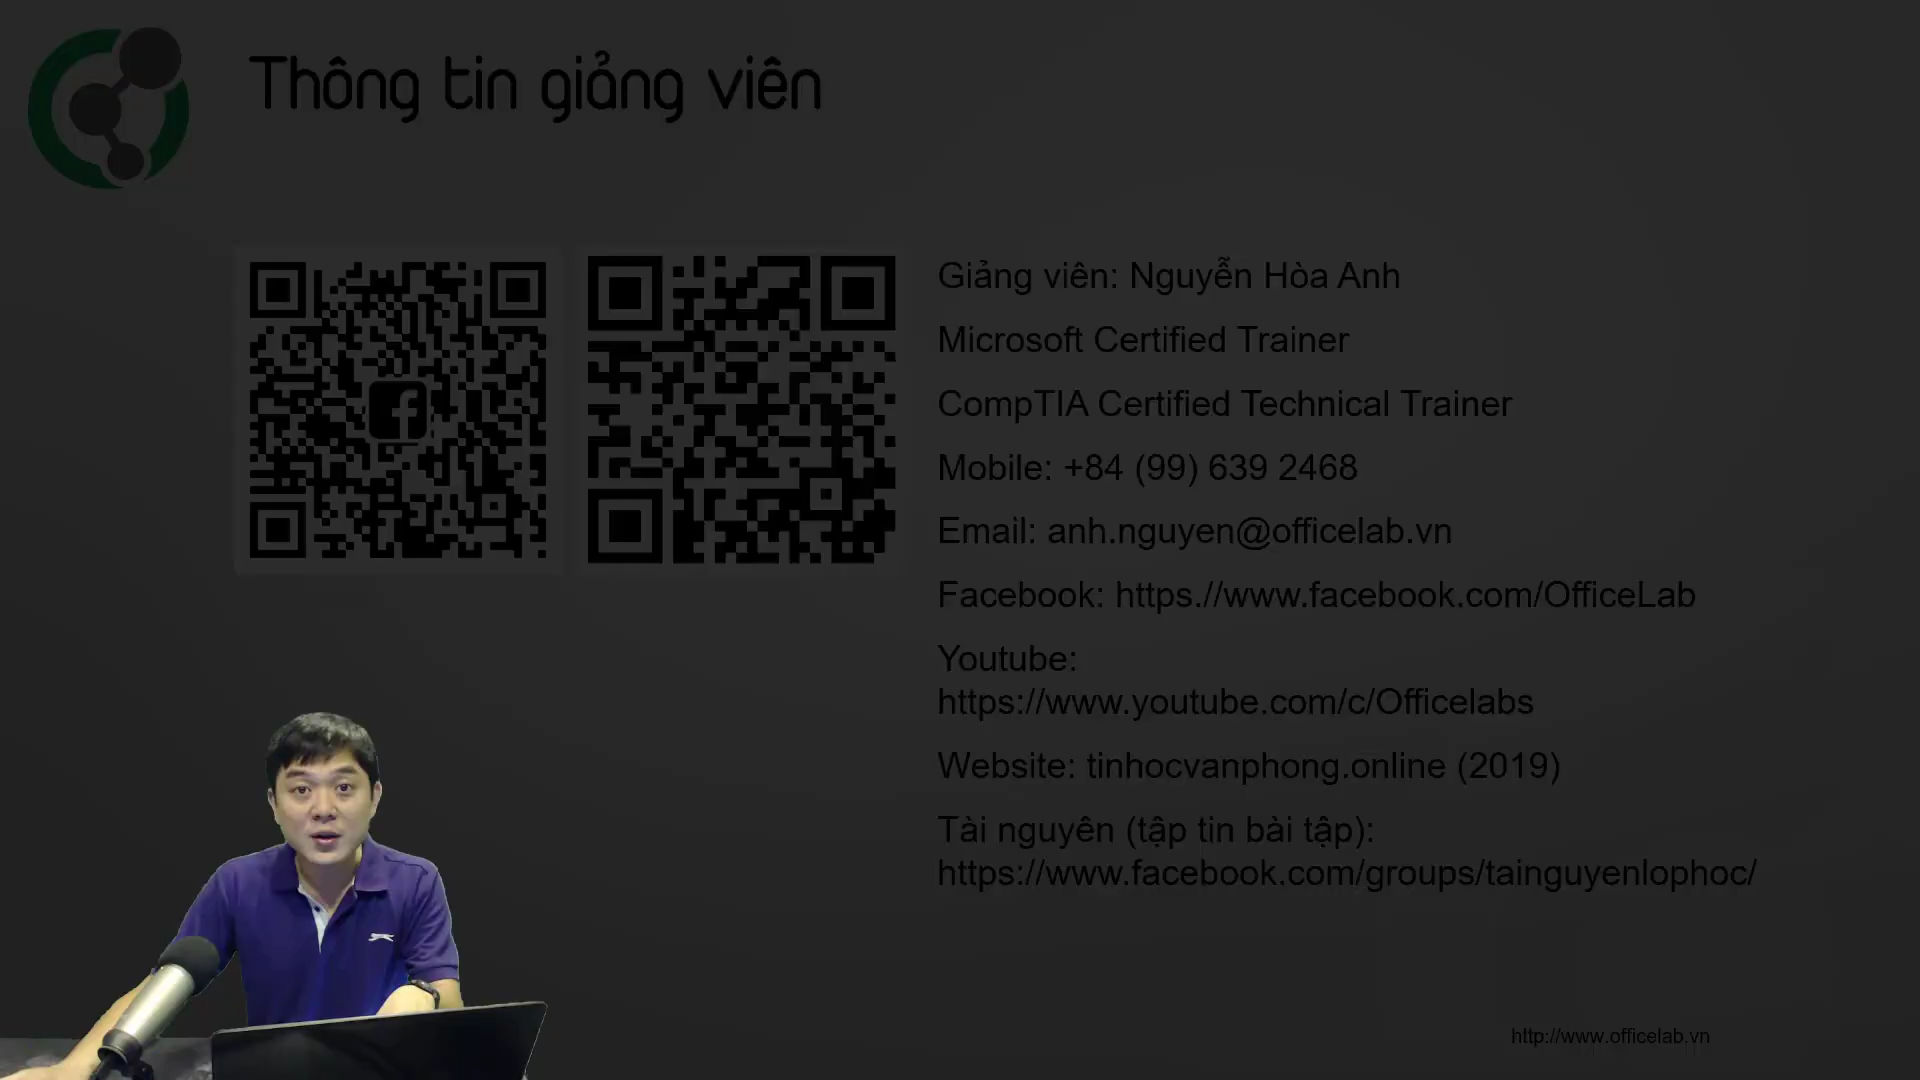 Thông tin giảng viên
Giảng viên: Nguyễn Hòa Anh
Microsoft Certified Trainer
CompTIA Certified Technical Trainer
Mobile: +84 (99) 639 2468
Email: anh.nguyen@officelab.vn
Facebook: https.//www.facebook.com/OfficeLab
Youtube:
https://www.youtube.com/c/Officelabs
Website: tinhocvanphong.online (2019)
Tài nguyên (tập tin bài tập):
https://www.facebook.com/groups/tainguyenlophoc/
http://www.officelab.vn